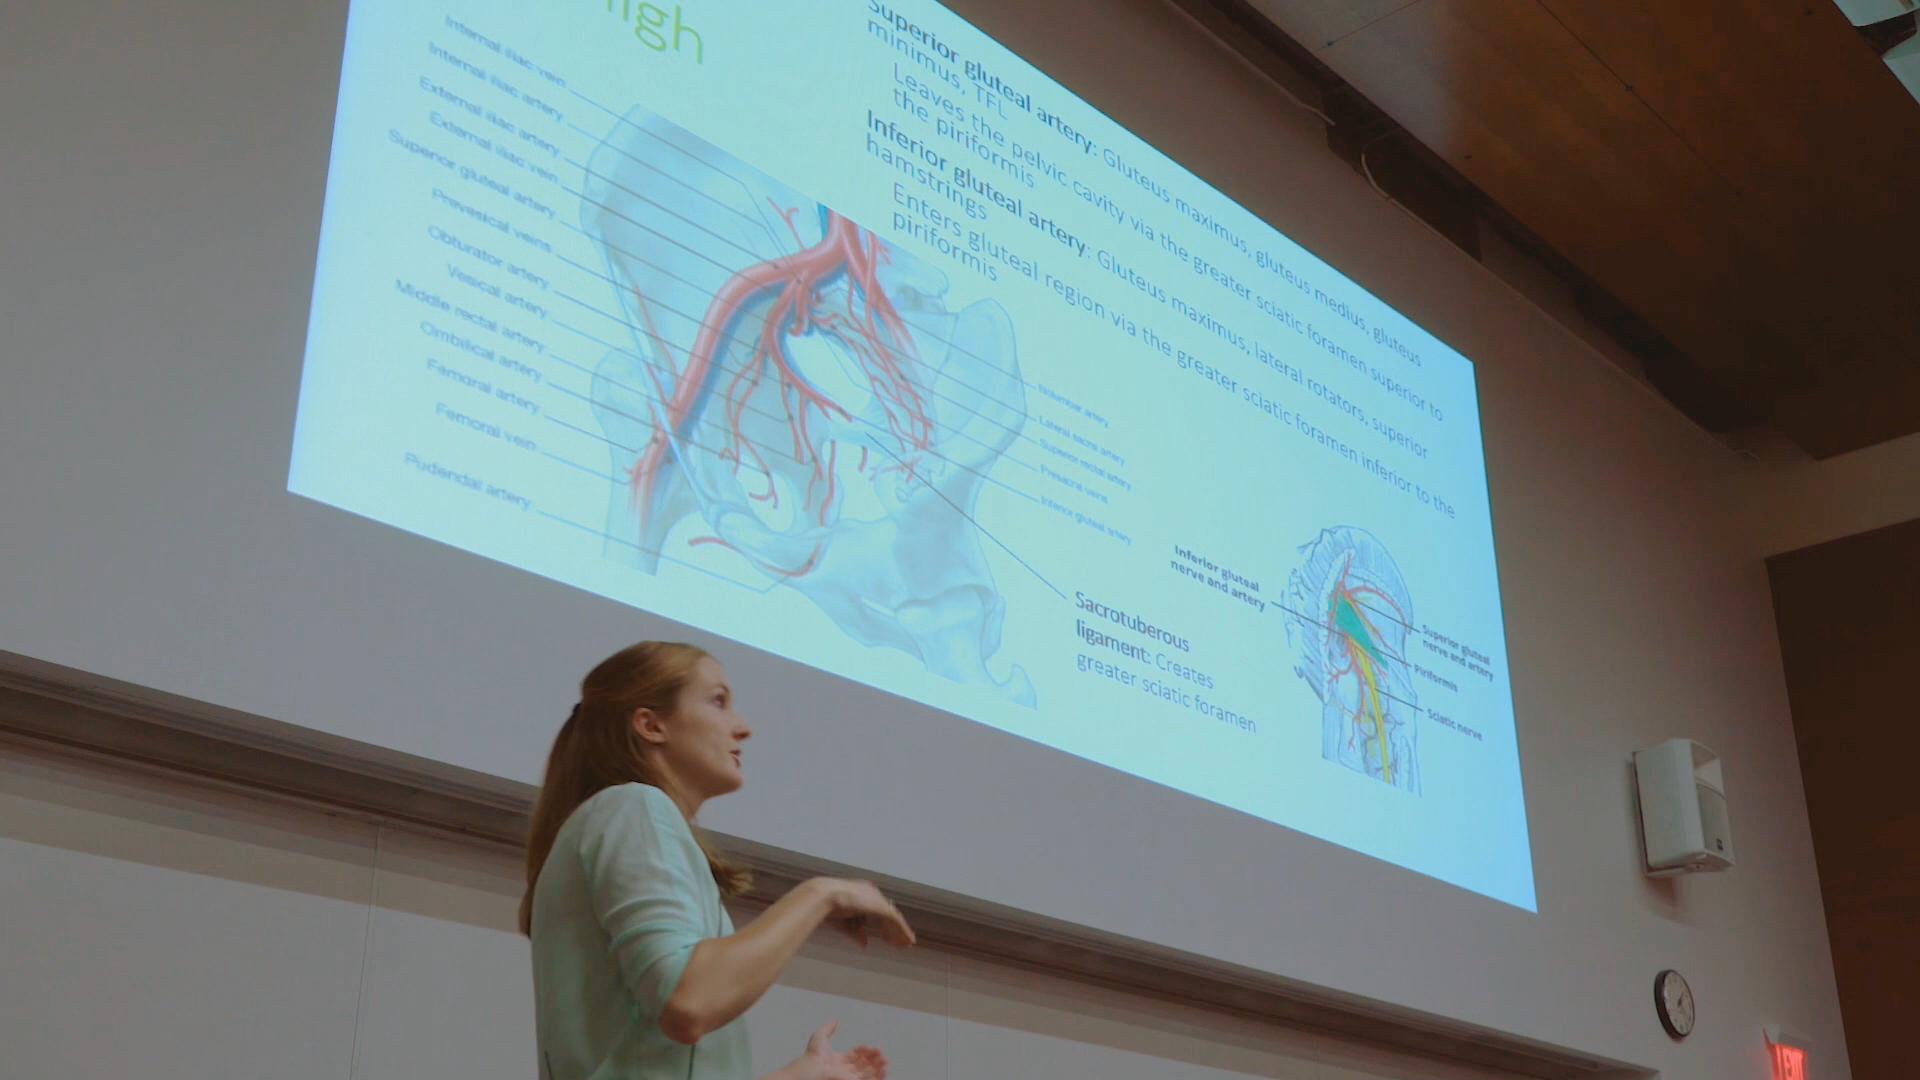 igh
Internal iliac vein
Internal iliac artery
External iliac artery
External iliac vein
Superior gluteal artery
Prevesical veins
Obturator artery
Vesical artery
Middle rectal artery
Ombilical artery
Femoral artery
Femoral vein
Pudendal artery
Superior gluteal artery: Gluteus maximus, gluteus medius, gluteus
minimus, TFL
Leaves the pelvic cavity via the greater sciatic foramen superior to
the piriformis
Inferior gluteal artery: Gluteus maximus, lateral rotators, superior
hamstrings
Enters gluteal region via the greater sciatic foramen inferior to the
piriformis
Iliolumbar artery
Lateral sacral artery
Superior rectal artery
Presacral veins
Inferior gluteal artery
Sacrotuberous
ligament: Creates
greater sciatic foramen
Inferior gluteal
nerve and artery
Superior gluteal
nerve and artery
Piriformis
Sciatic nerve
EXIT